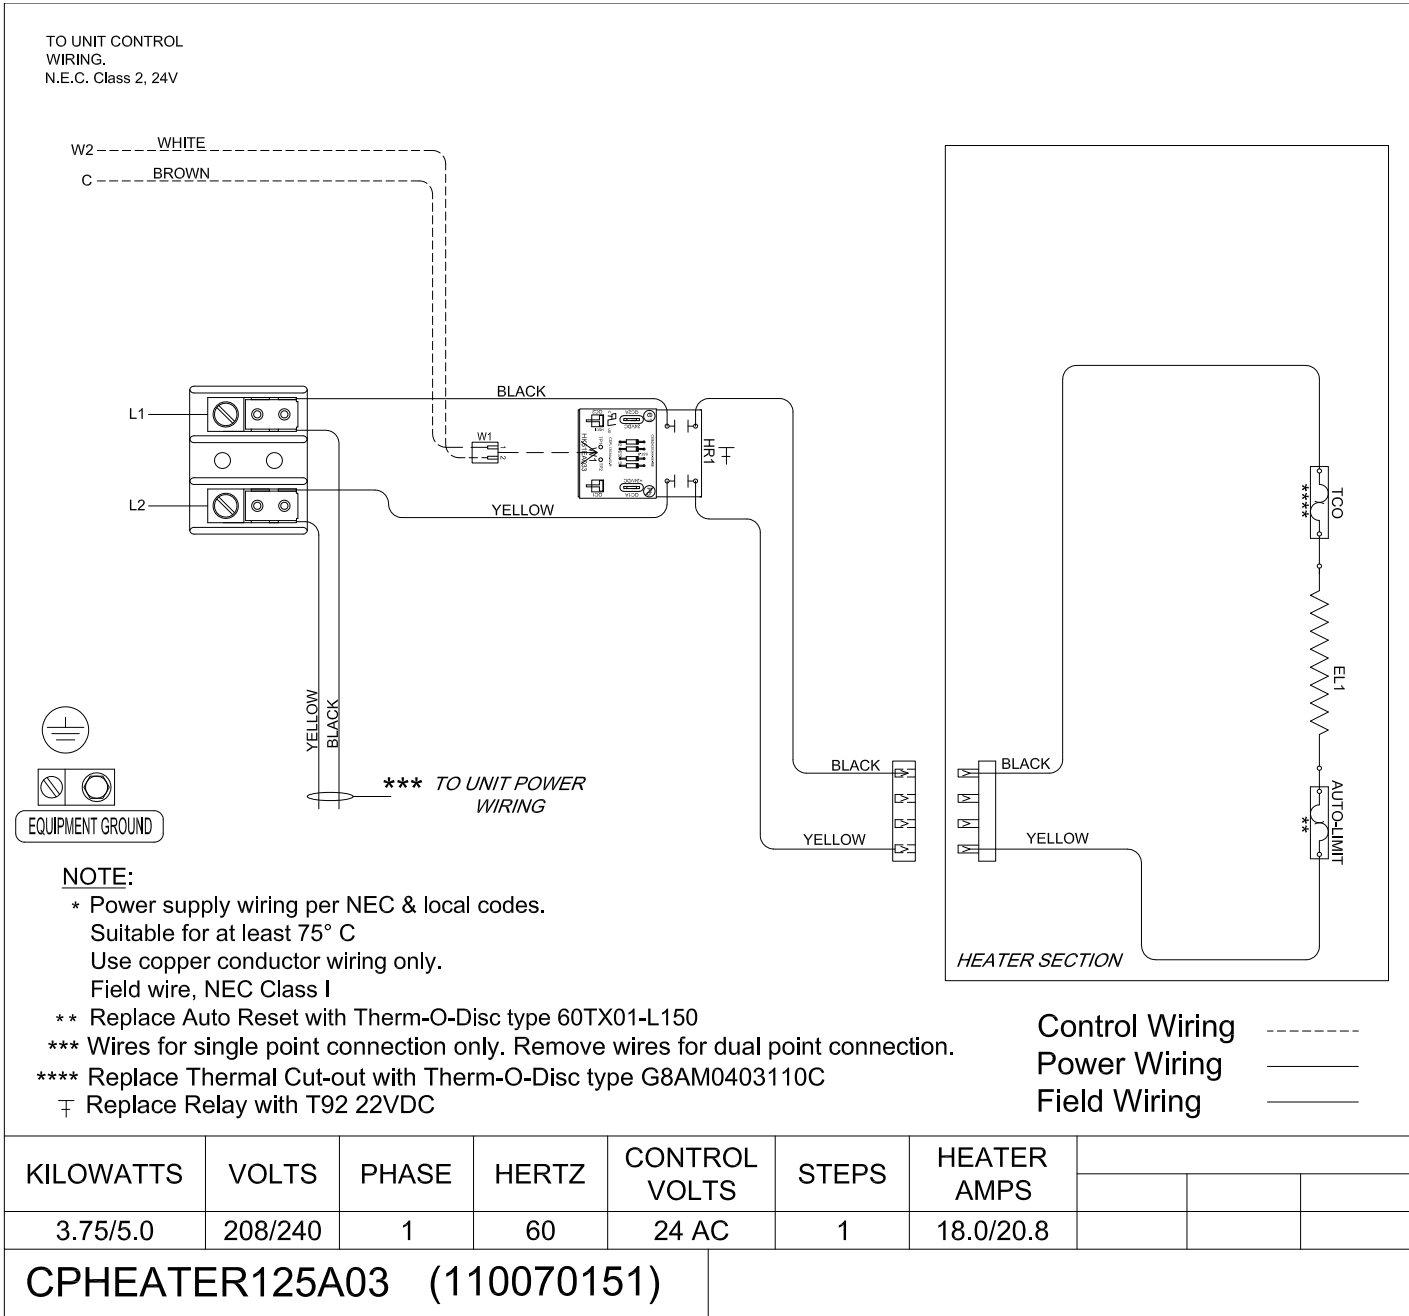 TO UNIT CONTROL
WIRING.
N.E.C. Class 2, 24V
W2
WHITE
C
BROWN
L1
BLACK
W1
1
2
HR1
L2
YELLOW
YELLOW
BLACK
*** TO UNIT POWER
WIRING
EQUIPMENT GROUND
BLACK
YELLOW
BLACK
YELLOW
TCO
****
EL1
AUTO-LIMIT
**
HEATER SECTION
NOTE:
* Power supply wiring per NEC & local codes.
Suitable for at least 75° C
Use copper conductor wiring only.
Field wire, NEC Class I
** Replace Auto Reset with Therm-O-Disc type 60TX01-L150
*** Wires for single point connection only. Remove wires for dual point connection.
**** Replace Thermal Cut-out with Therm-O-Disc type G8AM0403110C
Replace Relay with T92 22VDC
Control Wiring
Power Wiring
Field Wiring
KILOWATTS VOLTS PHASE HERTZ CONTROL VOLTS STEPS HEATER AMPS
3.75/5.0 208/240 1 60 24 AC 1 18.0/20.8
CPHEATER125A03 (110070151)